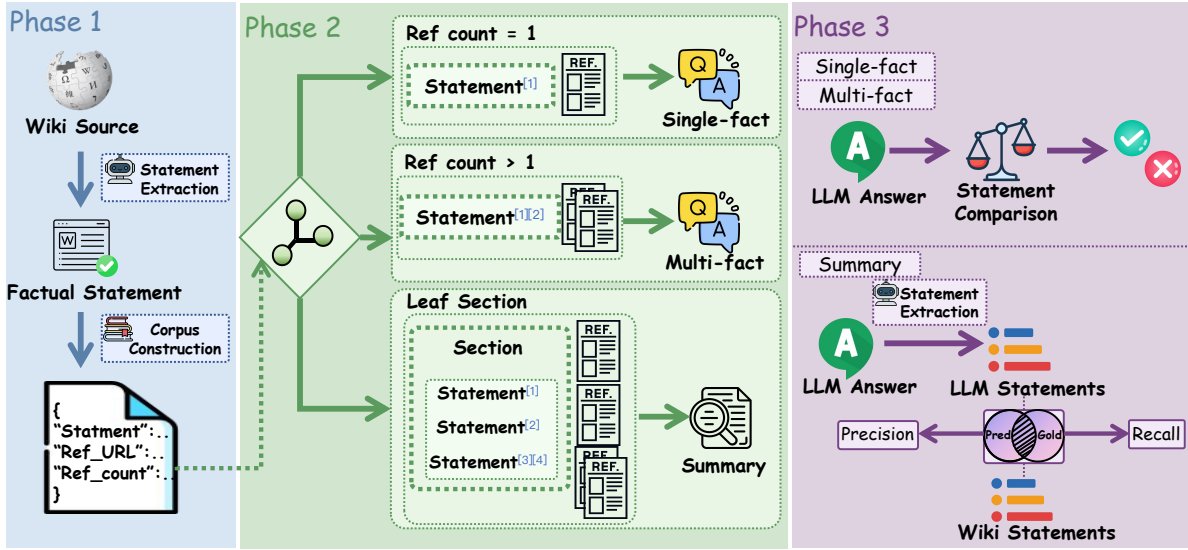 Phase 1
Wiki Source
Statement
Extraction
W
Factual Statement
Corpus
Construction
{
“Statment”:..
“Ref_URL”:..
“Ref_count”:..
}
Phase 2
Ref count = 1
Statement[1]
REF.
Q
A
Single-fact
Ref count > 1
Statement[1][2]
REF.
Q
A
Multi-fact
Leaf Section
Section
Statement[1]
Statement[2]
Statement[3][4]
REF.
REF.
REF.
Summary
Phase 3
Single-fact
Multi-fact
A
LLM Answer
Statement
Comparison
Summary
Statement
Extraction
A
LLM Answer
LLM Statements
Precision
Pred
Gold
Recall
Wiki Statements